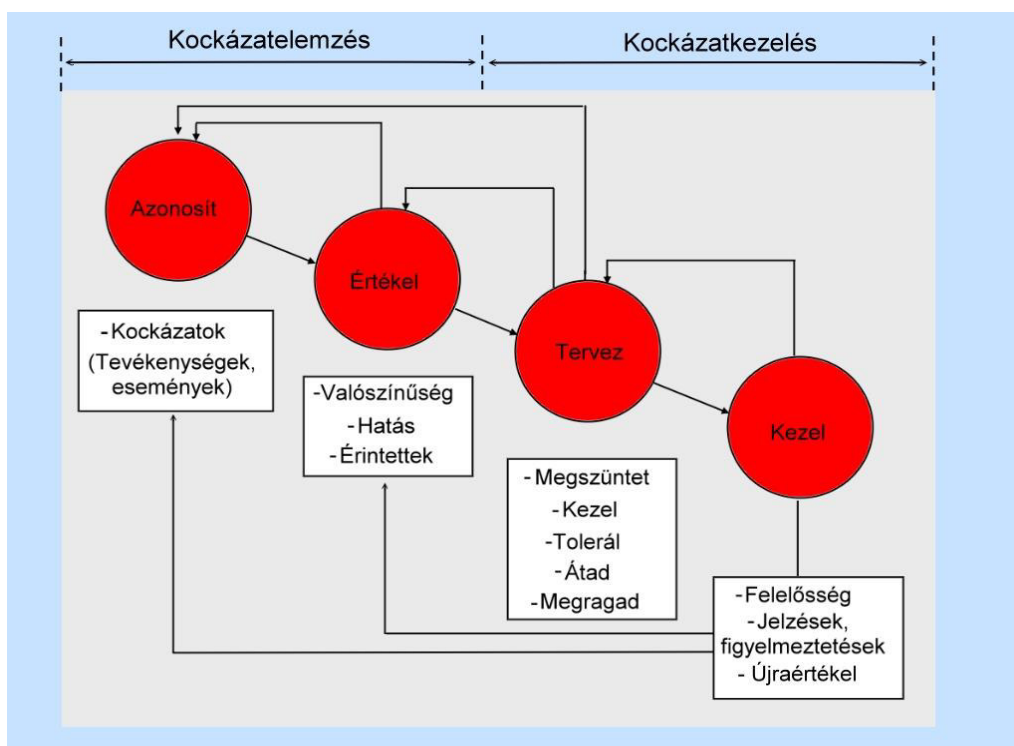 Kockázatelemzés
Kockázatkezelés
Azonosít
Értékel
Tervez
Kezel
-Kockázatok
(Tevékenységek,
események)
-Valószínűség
-Hatás
-Érintettek
-Megszüntet
-Kezel
-Tolerál
-Átad
-Megragad
-Felelősség
-Jelzések,
figyelmeztetések
- Újraértékel